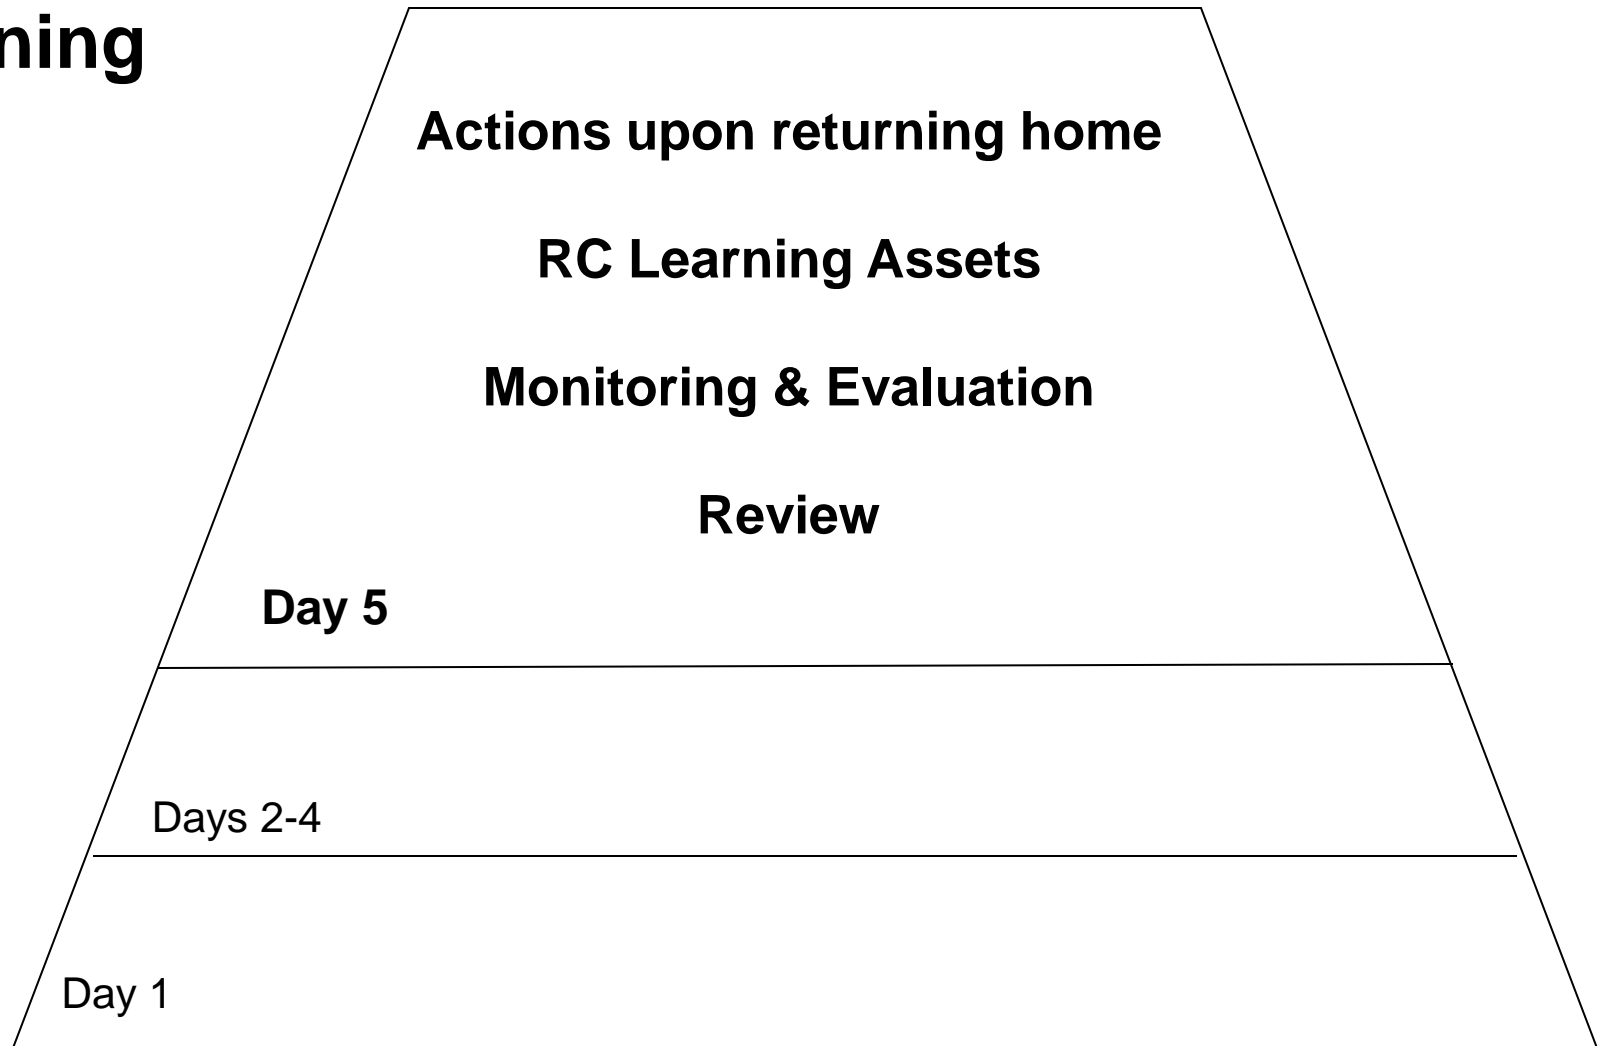 ning
Actions upon returning home
RC Learning Assets
Monitoring & Evaluation
Review
Day 5
Days 2-4
Day 1